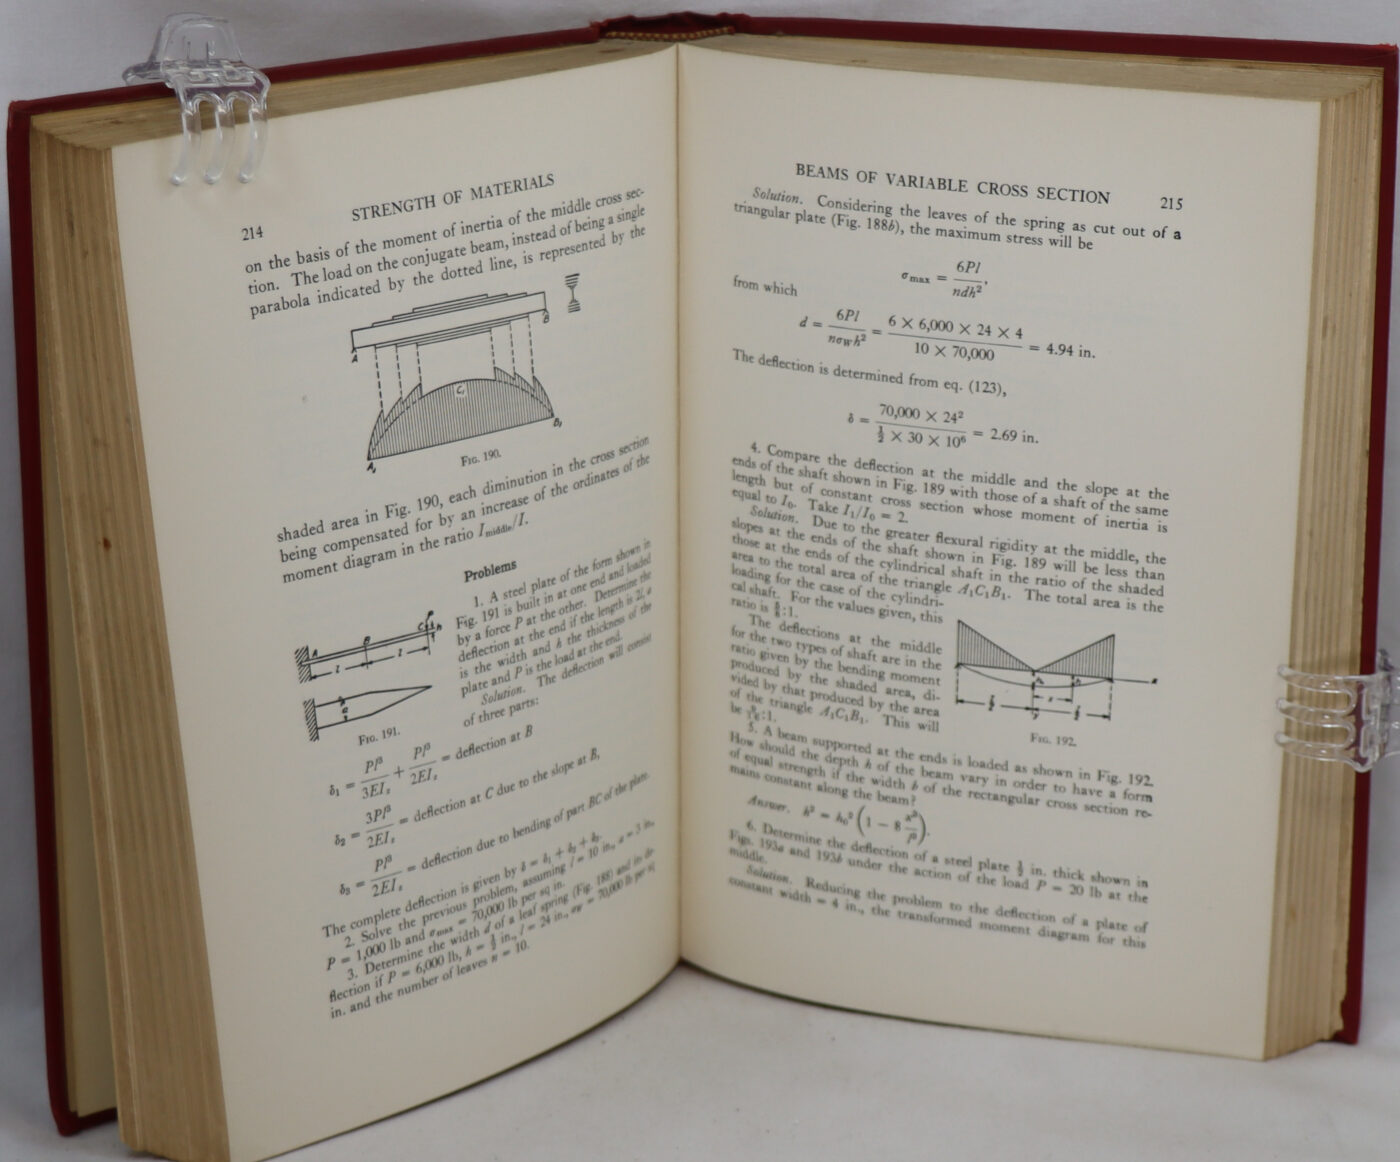 214
STRENGTH OF MATERIALS
on the basis of the moment of inertia of the middle cross sec-
tion. The load on the conjugate beam, instead of being a single
parabola indicated by the dotted line, is represented by the
A
B
C₁
A₁
B₁
FIG. 190.
shaded area in Fig. 190, each diminution in the cross section
being compensated for by an increase of the ordinates of the
moment diagram in the ratio I_middle/I.
Problems
1. A steel plate of the form shown in
Fig. 191 is built in at one end and loaded
by a force P at the other. Determine the
deflection at the end if the length is 2l, a
is the width and h the thickness of the
plate and P is the load at the end.
Solution. The deflection will consist
of three parts:
A
B
C
P
h
l
l
a
FIG. 191.
δ₁ = Pl³/3EI_z + Pl³/2EI_z = deflection at B
δ₂ = 3Pl³/2EI_z = deflection at C due to the slope at B,
δ₃ = Pl³/2EI_z = deflection due to bending of part BC of the plate.
The complete deflection is given by δ = δ₁ + δ₂ + δ₃.
2. Solve the previous problem, assuming l = 10 in., a = 3 in.,
P = 1,000 lb and σ_max = 70,000 lb per sq in.
3. Determine the width d of a leaf spring (Fig. 188) and its de-
flection if P = 6,000 lb, h = ½ in., l = 24 in., σ_W = 70,000 lb per sq
in. and the number of leaves n = 10.
BEAMS OF VARIABLE CROSS SECTION
215
Solution. Considering the leaves of the spring as cut out of a
triangular plate (Fig. 188b), the maximum stress will be
σ_max = 6Pl/ndh²,
from which
d = 6Pl/nσ_Wh² = 6 × 6,000 × 24 × 4/10 × 70,000 = 4.94 in.
The deflection is determined from eq. (123),
δ = 70,000 × 24²/½ × 30 × 10⁶ = 2.69 in.
4. Compare the deflection at the middle and the slope at the
ends of the shaft shown in Fig. 189 with those of a shaft of the same
length but of constant cross section whose moment of inertia is
equal to I₀. Take I₁/I₀ = 2.
Solution. Due to the greater flexural rigidity at the middle, the
slopes at the ends of the shaft shown in Fig. 189 will be less than
those at the ends of the cylindrical shaft in the ratio of the shaded
area to the total area of the triangle A₁C₁B₁. The total area is the
loading for the case of the cylindri-
cal shaft. For the values given, this
ratio is :1.
The deflections at the middle
for the two types of shaft are in the
ratio given by the bending moment
produced by the shaded area, di-
vided by that produced by the area
of the triangle A₁C₁B₁. This will
be :1.
x
FIG. 192.
5. A beam supported at the ends is loaded as shown in Fig. 192.
How should the depth h of the beam vary in order to have a form
of equal strength if the width b of the rectangular cross section re-
mains constant along the beam?
Answer. h² = h₀²(1 − 8 x³/l³).
6. Determine the deflection of a steel plate ½ in. thick shown in
Figs. 193a and 193b under the action of the load P = 20 lb at the
middle.
Solution. Reducing the problem to the deflection of a plate of
constant width = 4 in., the transformed moment diagram for this